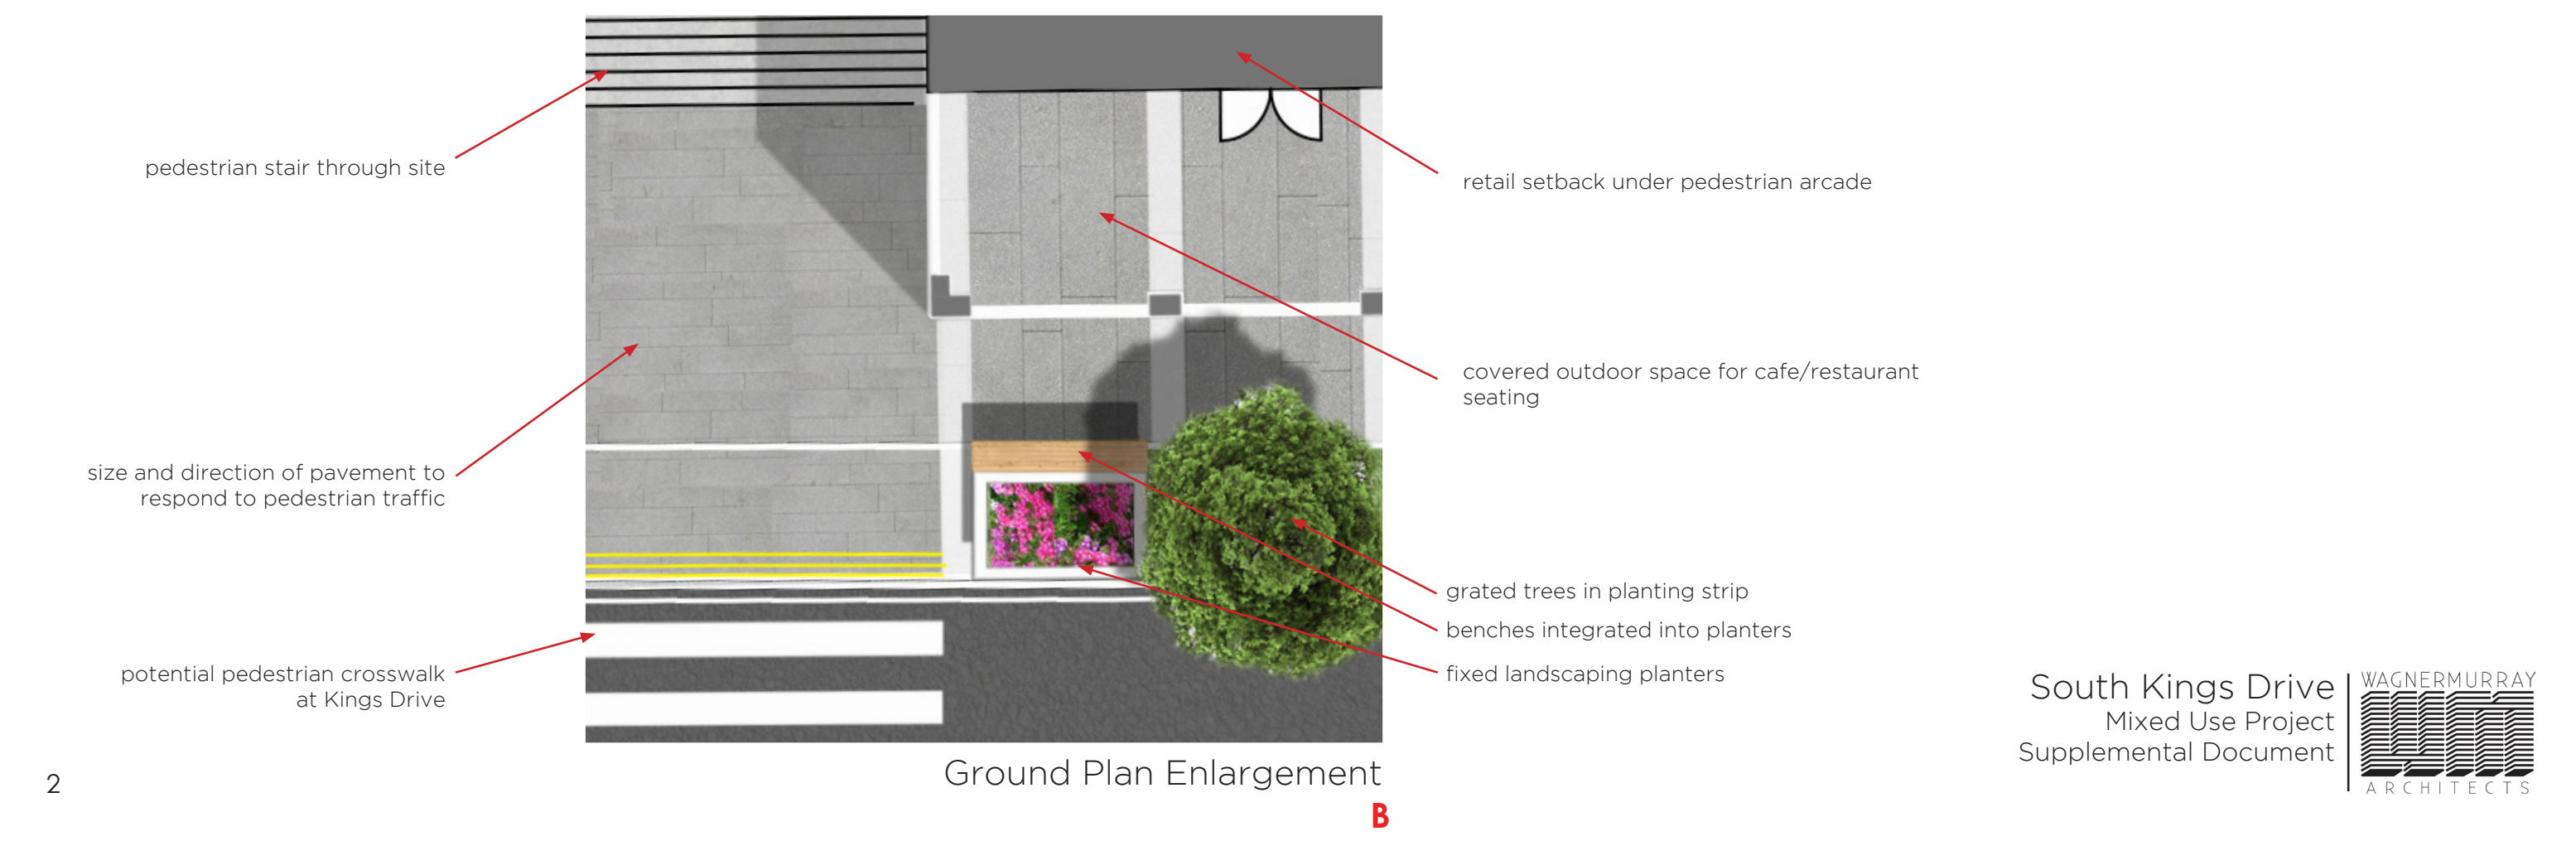 pedestrian stair through site
retail setback under pedestrian arcade
covered outdoor space for cafe/restaurant
seating
size and direction of pavement to
respond to pedestrian traffic
grated trees in planting strip
benches integrated into planters
fixed landscaping planters
potential pedestrian crosswalk
at Kings Drive
Ground Plan Enlargement
B
2
South Kings Drive
Mixed Use Project
Supplemental Document
WAGNERMURRAY
ARCHITECTS